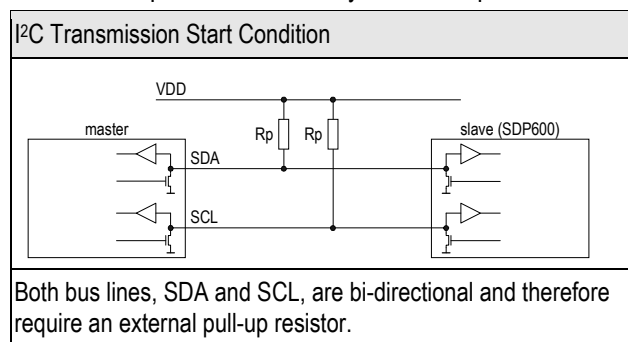 I²C Transmission Start Condition
VDD
master
Rp
Rp
slave (SDP600)
SDA
SCL
Both bus lines, SDA and SCL, are bi-directional and therefore
require an external pull-up resistor.